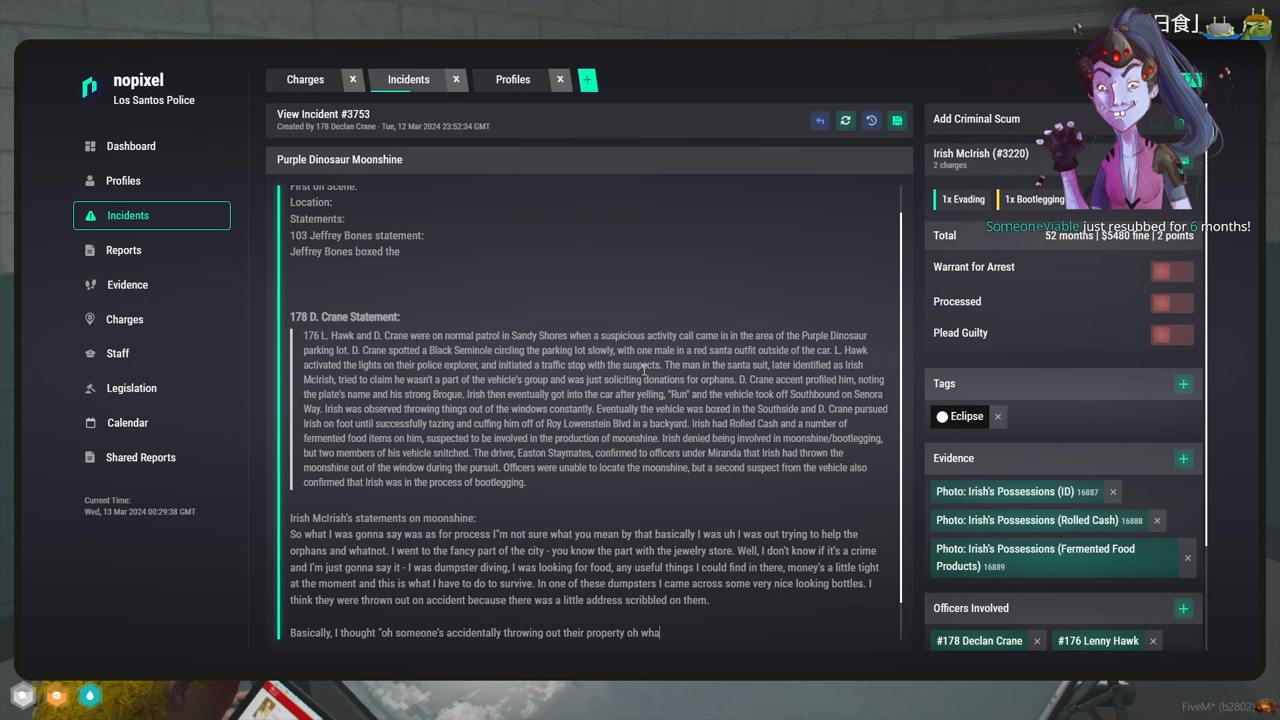 日食」
nopixel
Los Santos Police
Charges x
Incidents x
Profiles x
+
View Incident #3753
Created By 178 Declan Crane · Tue, 12 Mar 2024 23:52:34 GMT
Dashboard
Profiles
Incidents
Reports
Evidence
Charges
Staff
Legislation
Calendar
Shared Reports
Current Time:
Wed, 13 Mar 2024 00:29:38 GMT
Purple Dinosaur Moonshine
First on Scene:
Location:
Statements:
103 Jeffrey Bones statement:
Jeffrey Bones boxed the
178 D. Crane Statement:
176 L. Hawk and D. Crane were on normal patrol in Sandy Shores when a suspicious activity call came in in the area of the Purple Dinosaur
parking lot. D. Crane spotted a Black Seminole circling the parking lot slowly, with one male in a red santa outfit outside of the car. L. Hawk
activated the lights on their police explorer, and initiated a traffic stop with the suspects. The man in the santa suit, later identified as Irish
McIrish, tried to claim he wasn't a part of the vehicle's group and was just soliciting donations for orphans. D. Crane accent profiled him, noting
the plate's name and his strong Brogue. Irish then eventually got into the car after yelling, "Run" and the vehicle took off Southbound on Senora
Way. Irish was observed throwing things out of the windows constantly. Eventually the vehicle was boxed in the Southside and D. Crane pursued
Irish on foot until successfully tazing and cuffing him off of Roy Lowenstein Blvd in a backyard. Irish had Rolled Cash and a number of
fermented food items on him, suspected to be involved in the production of moonshine. Irish denied being involved in moonshine/bootlegging,
but two members of his vehicle snitched. The driver, Easton Staymates, confirmed to officers under Miranda that Irish had thrown the
moonshine out of the window during the pursuit. Officers were unable to locate the moonshine, but a second suspect from the vehicle also
confirmed that Irish was in the process of bootlegging.
Irish McIrish's statements on moonshine:
So what I was gonna say was as for process I"m not sure what you mean by that basically I was uh I was out trying to help the
orphans and whatnot. I went to the fancy part of the city - you know the part with the jewelry store. Well, I don't know if it's a crime
and I'm just gonna say it - I was dumpster diving, I was looking for food, any useful things I could find in there, money's a little tight
at the moment and this is what I have to do to survive. In one of these dumpsters I came across some very nice looking bottles. I
think they were thrown out on accident because there was a little address scribbled on them.
Basically, I thought "oh someone's accidentally throwing out their property oh wha
Add Criminal Scum
Irish McIrish (#3220)
2 charges
1x Evading
1x Bootlegging
SomeoneViable just resubbed for 6 months!
Total 52 months | $5480 fine | 2 points
Warrant for Arrest
Processed
Plead Guilty
Tags +
Eclipse x
Evidence +
Photo: Irish's Possessions (ID) 16887 x
Photo: Irish's Possessions (Rolled Cash) 16888 x
Photo: Irish's Possessions (Fermented Food
Products) 16889 x
Officers Involved +
#178 Declan Crane x
#176 Lenny Hawk x
FiveM* (b2802)